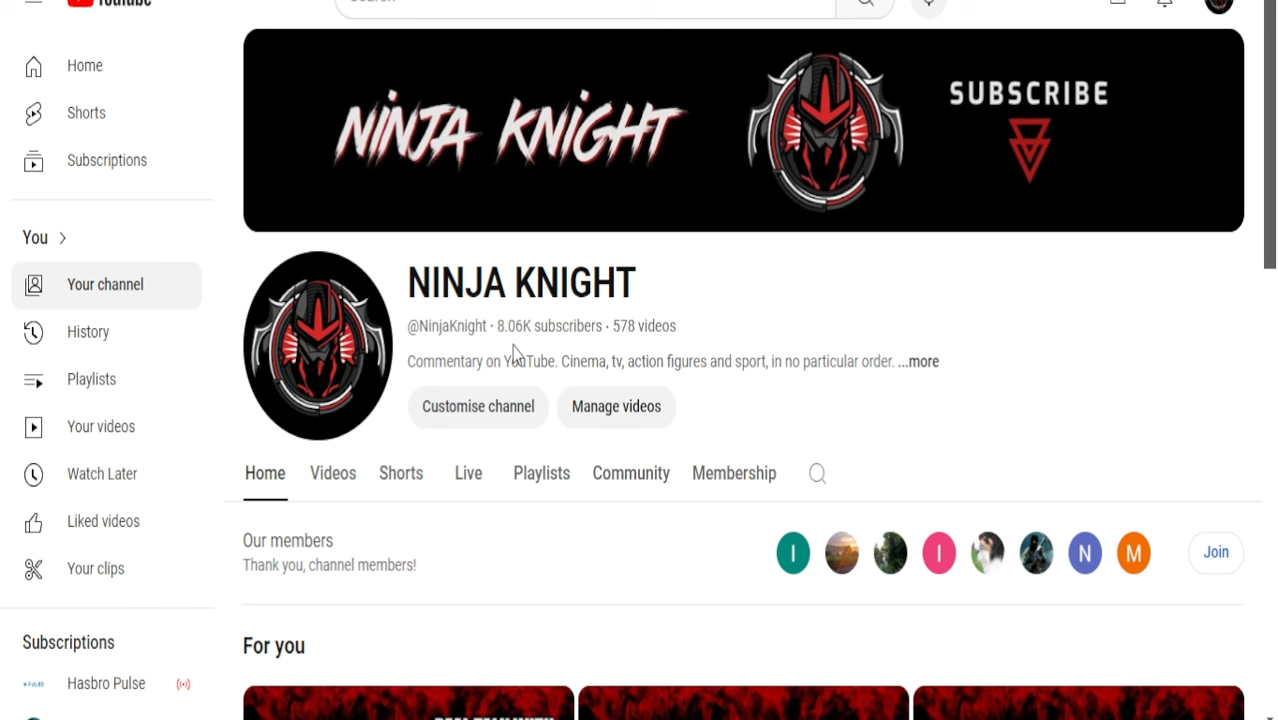 YouTube
Search
Home
Shorts
Subscriptions
You
Your channel
History
Playlists
Your videos
Watch Later
Liked videos
Your clips
Subscriptions
Hasbro Pulse
NINJA KNIGHT
SUBSCRIBE
NINJA KNIGHT
@NinjaKnight · 8.06K subscribers · 578 videos
Commentary on YouTube. Cinema, tv, action figures and sport, in no particular order. ...more
Customise channel Manage videos
Home Videos Shorts Live Playlists Community Membership
Our members
Thank you, channel members!
I I N M
Join
For you